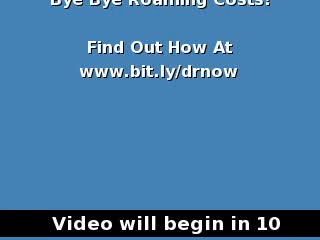 Bye Bye Roaming Costs!
Find Out How At
www.bit.ly/drnow
Video will begin in 10